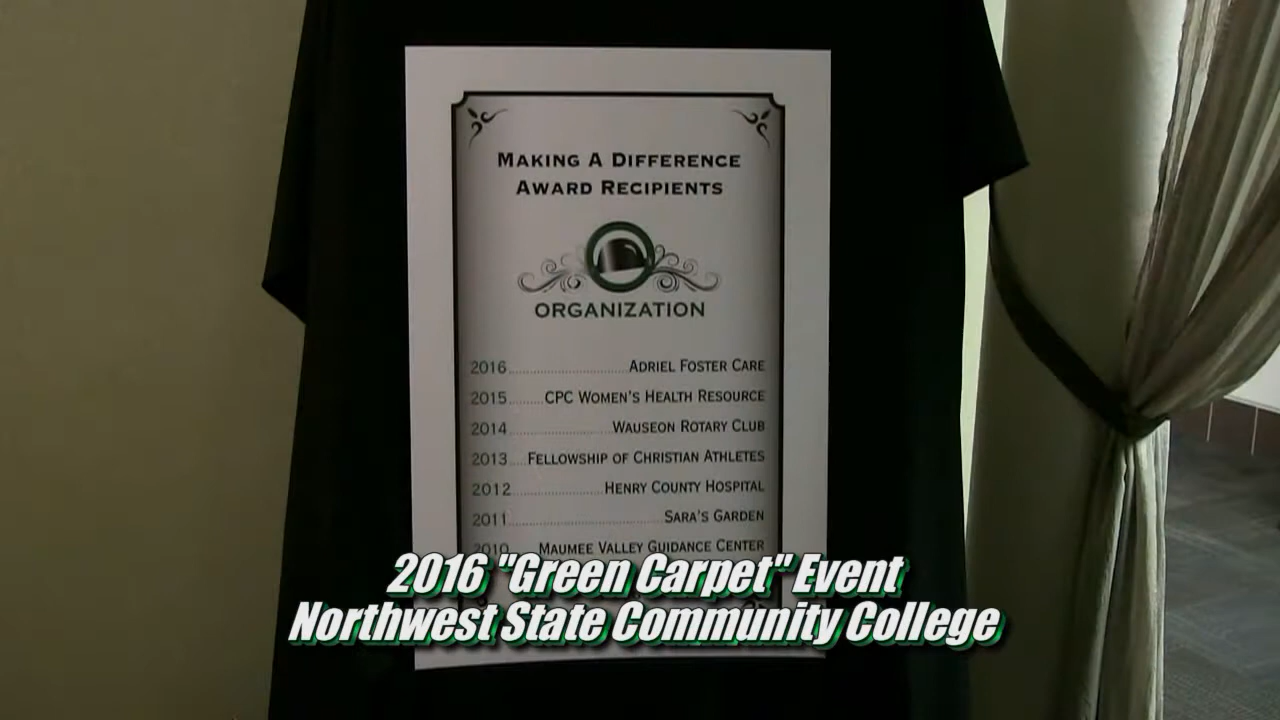 MAKING A DIFFERENCE
AWARD RECIPIENTS
ORGANIZATION
2016..............................ADRIEL FOSTER CARE
2015.........CPC WOMEN'S HEALTH RESOURCE
2014..........................WAUSEON ROTARY CLUB
2013....FELLOWSHIP OF CHRISTIAN ATHLETES
2012.......................HENRY COUNTY HOSPITAL
2011.......................................SARA'S GARDEN
2010.......MAUMEE VALLEY GUIDANCE CENTER
2016 "Green Carpet" Event
Northwest State Community College